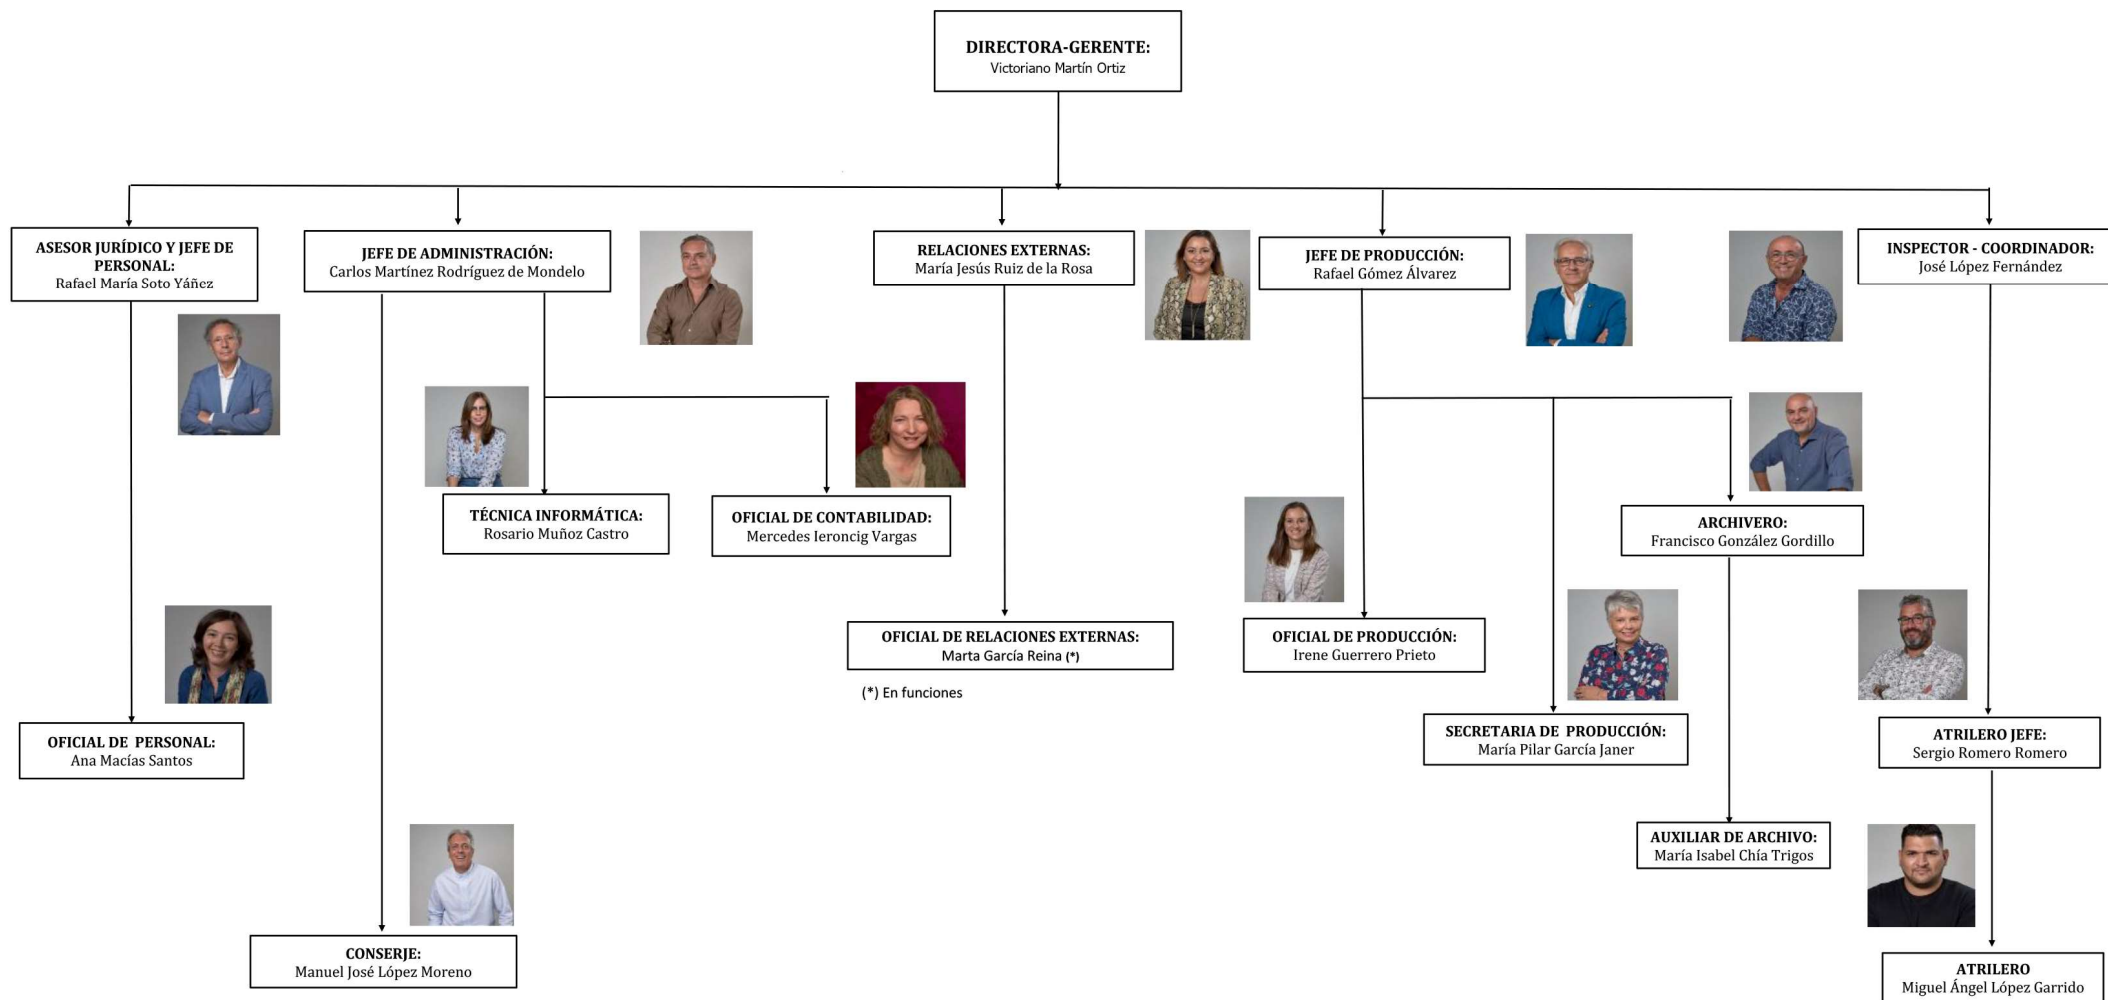 DIRECTORA-GERENTE:
Victoriano Martín Ortiz
ASESOR JURÍDICO Y JEFE DE
PERSONAL:
Rafael María Soto Yáñez
JEFE DE ADMINISTRACIÓN:
Carlos Martínez Rodríguez de Mondelo
RELACIONES EXTERNAS:
María Jesús Ruiz de la Rosa
JEFE DE PRODUCCIÓN:
Rafael Gómez Álvarez
INSPECTOR - COORDINADOR:
José López Fernández
TÉCNICA INFORMÁTICA:
Rosario Muñoz Castro
OFICIAL DE CONTABILIDAD:
Mercedes Ieroncig Vargas
ARCHIVERO:
Francisco González Gordillo
OFICIAL DE RELACIONES EXTERNAS:
Marta García Reina (*)
(*) En funciones
OFICIAL DE PRODUCCIÓN:
Irene Guerrero Prieto
OFICIAL DE PERSONAL:
Ana Macías Santos
SECRETARIA DE PRODUCCIÓN:
María Pilar García Janer
ATRILERO JEFE:
Sergio Romero Romero
AUXILIAR DE ARCHIVO:
María Isabel Chía Trigos
CONSERJE:
Manuel José López Moreno
ATRILERO
Miguel Ángel López Garrido